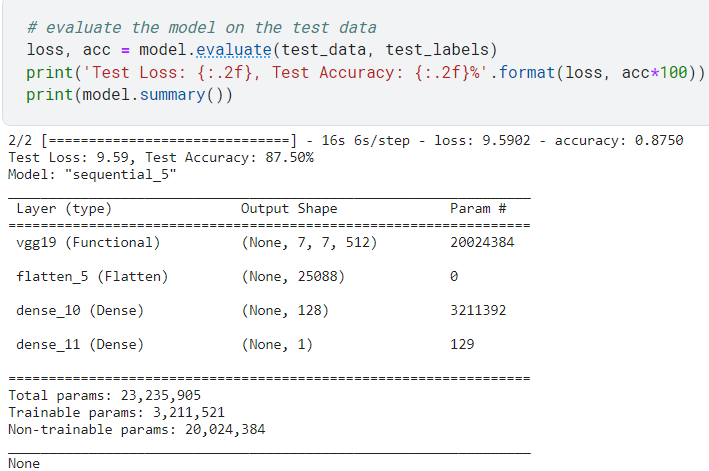 # evaluate the model on the test data
loss, acc = model.evaluate(test_data, test_labels)
print('Test Loss: {:.2f}, Test Accuracy: {:.2f}%'.format(loss, acc*100))
print(model.summary())
2/2 [==============================] - 16s 6s/step - loss: 9.5902 - accuracy: 0.8750
Test Loss: 9.59, Test Accuracy: 87.50%
Model: "sequential_5"
_________________________________________________________________
Layer (type) Output Shape Param #
=================================================================
vgg19 (Functional) (None, 7, 7, 512) 20024384
flatten_5 (Flatten) (None, 25088) 0
dense_10 (Dense) (None, 128) 3211392
dense_11 (Dense) (None, 1) 129
=================================================================
Total params: 23,235,905
Trainable params: 3,211,521
Non-trainable params: 20,024,384
_________________________________________________________________
None